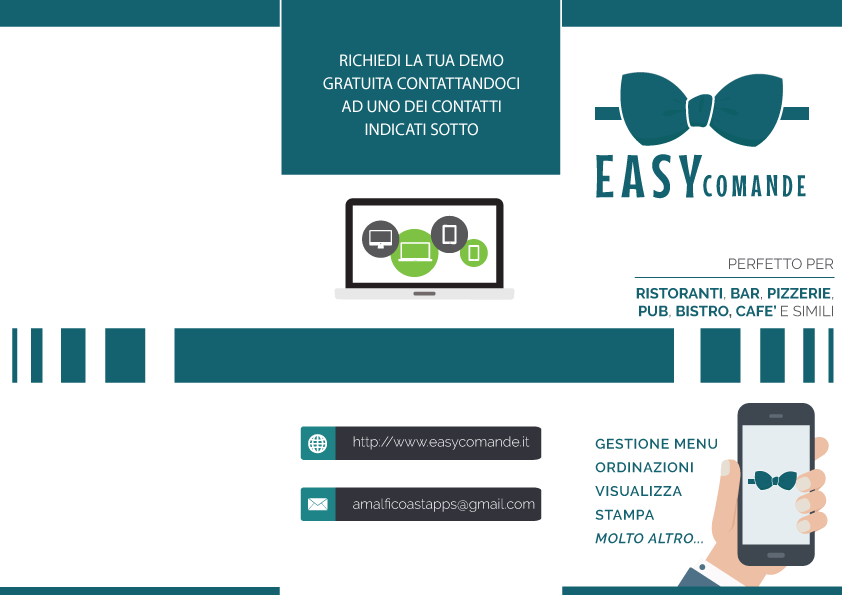 RICHIEDI LA TUA DEMO
GRATUITA CONTATTANDOCI
AD UNO DEI CONTATTI
INDICATI SOTTO
http://www.easycomande.it
amalficoastapps@gmail.com
EASYCOMANDE
PERFETTO PER
RISTORANTI, BAR, PIZZERIE,
PUB, BISTRO, CAFE' E SIMILI
GESTIONE MENU
ORDINAZIONI
VISUALIZZA
STAMPA
MOLTO ALTRO...